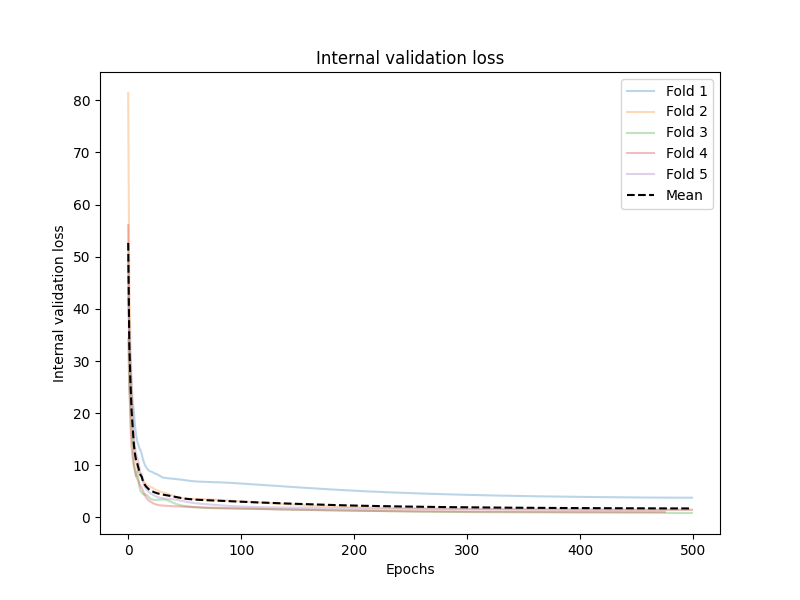 Internal validation loss
Fold 1
Fold 2
Fold 3
Fold 4
Fold 5
Mean
Internal validation loss
80
70
60
50
40
30
20
10
0
0 100 200 300 400 500
Epochs